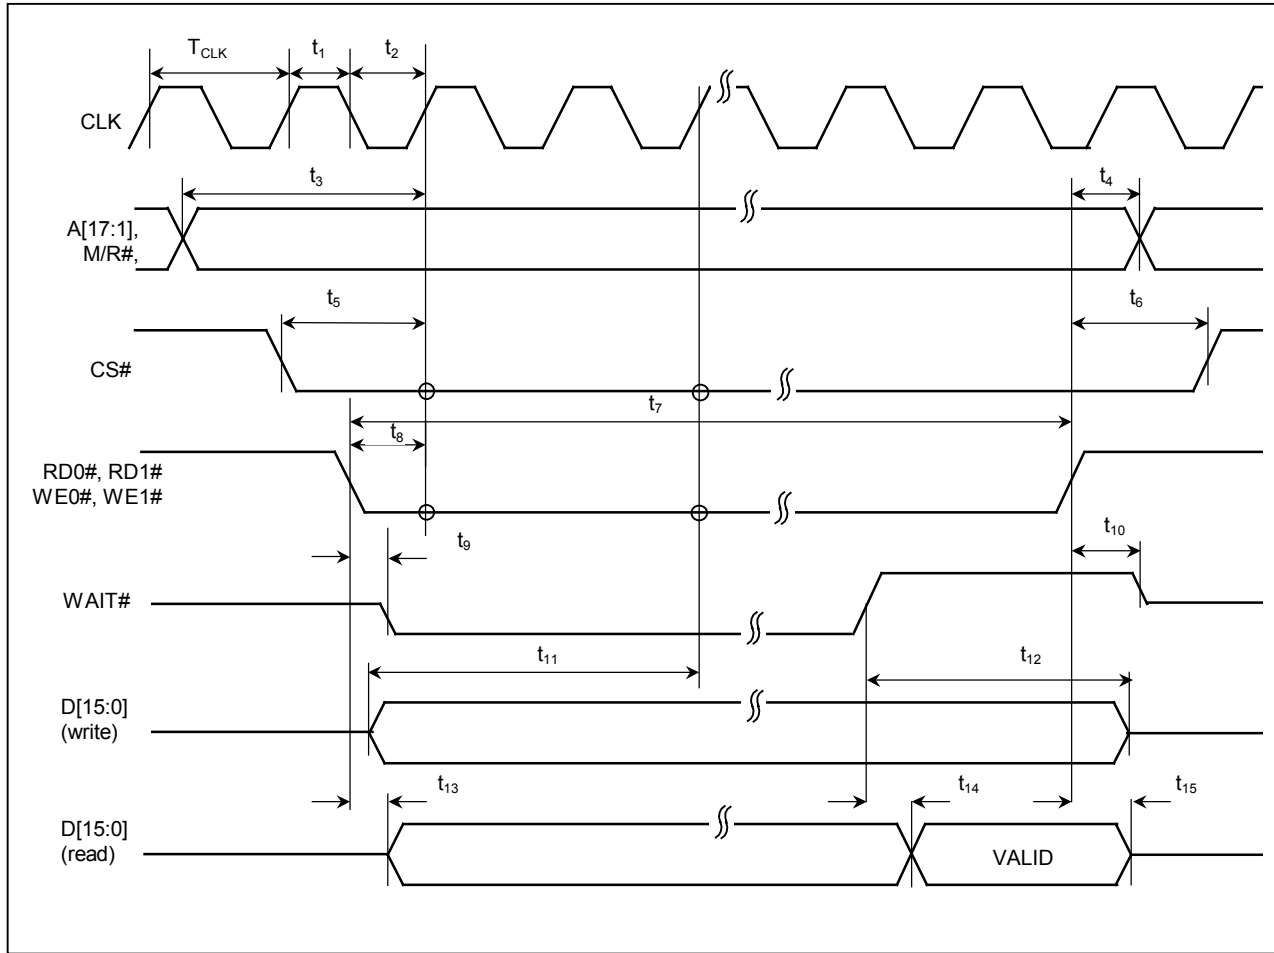 T_CLK t₁ t₂
CLK
t₃ t₄
A[17:1],
M/R#,
t₅ t₆
CS#
t₇
t₈
RD0#, RD1#
WE0#, WE1#
t₉ t₁₀
WAIT#
t₁₁ t₁₂
D[15:0]
(write)
t₁₃ t₁₄ t₁₅
D[15:0]
(read)
VALID